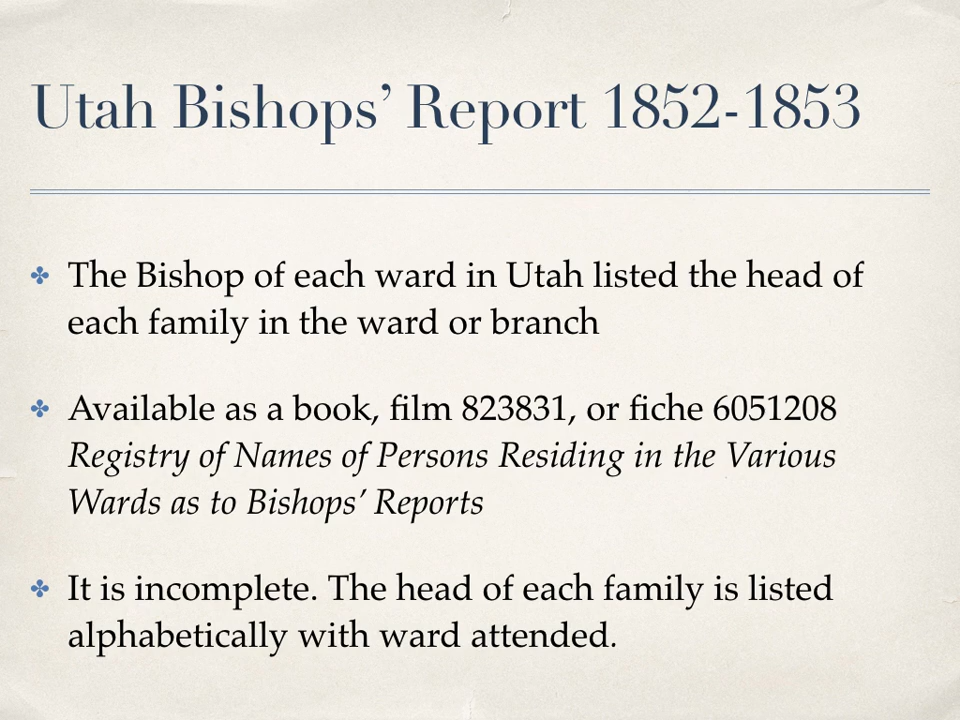 Utah Bishops’ Report 1852-1853
The Bishop of each ward in Utah listed the head of
each family in the ward or branch
Available as a book, film 823831, or fiche 6051208
Registry of Names of Persons Residing in the Various
Wards as to Bishops’ Reports
It is incomplete. The head of each family is listed
alphabetically with ward attended.